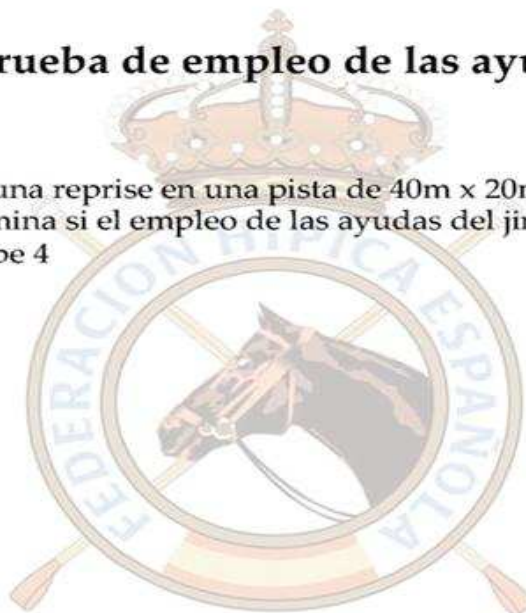 rueba de empleo de las ayu
una reprise en una pista de 40m x 20m
nina si el empleo de las ayudas del jin
be 4
FEDERACION HIPICA ESPAÑOLA